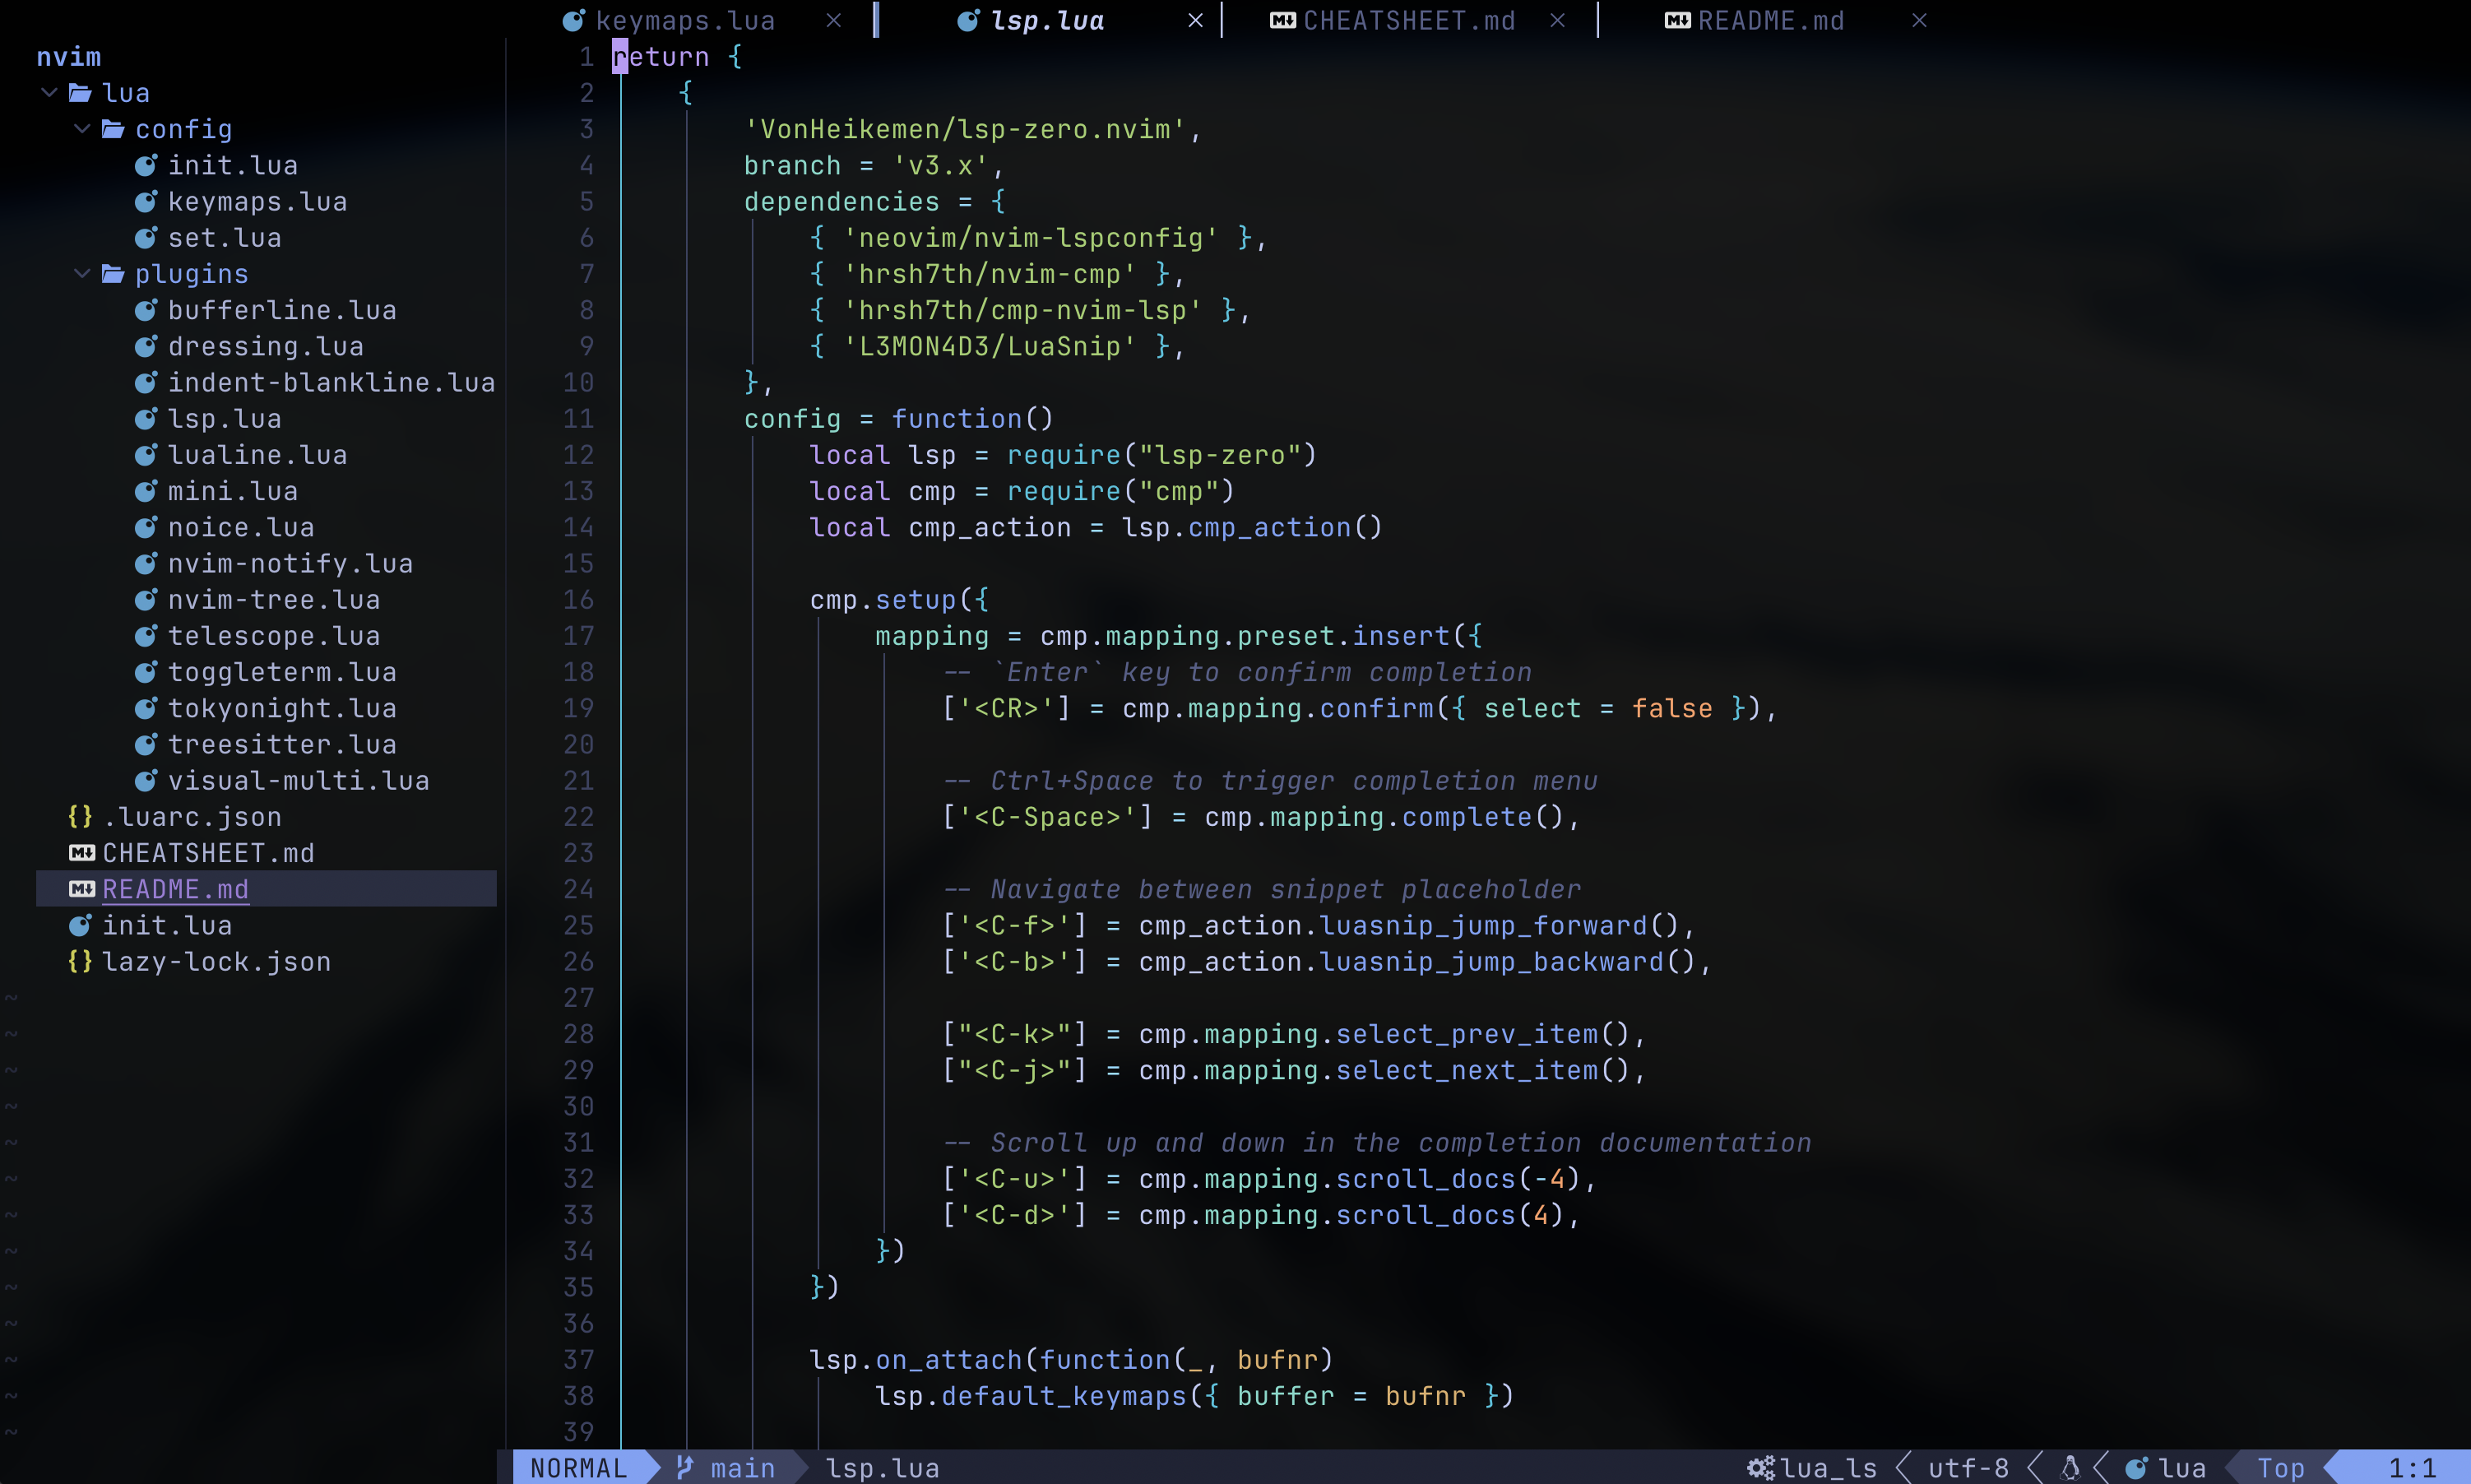 keymaps.lua × lsp.lua × CHEATSHEET.md × README.md ×
nvim
lua
config
init.lua
keymaps.lua
set.lua
plugins
bufferline.lua
dressing.lua
indent-blankline.lua
lsp.lua
lualine.lua
mini.lua
noice.lua
nvim-notify.lua
nvim-tree.lua
telescope.lua
toggleterm.lua
tokyonight.lua
treesitter.lua
visual-multi.lua
{} .luarc.json
CHEATSHEET.md
README.md
init.lua
{} lazy-lock.json
~
~
~
~
~
~
~
~
~
~
~
~
~
1 return {
2     {
3         'VonHeikemen/lsp-zero.nvim',
4         branch = 'v3.x',
5         dependencies = {
6             { 'neovim/nvim-lspconfig' },
7             { 'hrsh7th/nvim-cmp' },
8             { 'hrsh7th/cmp-nvim-lsp' },
9             { 'L3MON4D3/LuaSnip' },
10         },
11         config = function()
12             local lsp = require("lsp-zero")
13             local cmp = require("cmp")
14             local cmp_action = lsp.cmp_action()
15
16             cmp.setup({
17                 mapping = cmp.mapping.preset.insert({
18                     -- `Enter` key to confirm completion
19                     ['<CR>'] = cmp.mapping.confirm({ select = false }),
20
21                     -- Ctrl+Space to trigger completion menu
22                     ['<C-Space>'] = cmp.mapping.complete(),
23
24                     -- Navigate between snippet placeholder
25                     ['<C-f>'] = cmp_action.luasnip_jump_forward(),
26                     ['<C-b>'] = cmp_action.luasnip_jump_backward(),
27
28                     ["<C-k>"] = cmp.mapping.select_prev_item(),
29                     ["<C-j>"] = cmp.mapping.select_next_item(),
30
31                     -- Scroll up and down in the completion documentation
32                     ['<C-u>'] = cmp.mapping.scroll_docs(-4),
33                     ['<C-d>'] = cmp.mapping.scroll_docs(4),
34                 })
35             })
36
37             lsp.on_attach(function(_, bufnr)
38                 lsp.default_keymaps({ buffer = bufnr })
39
NORMAL main lsp.lua lua_ls utf-8 lua Top 1:1